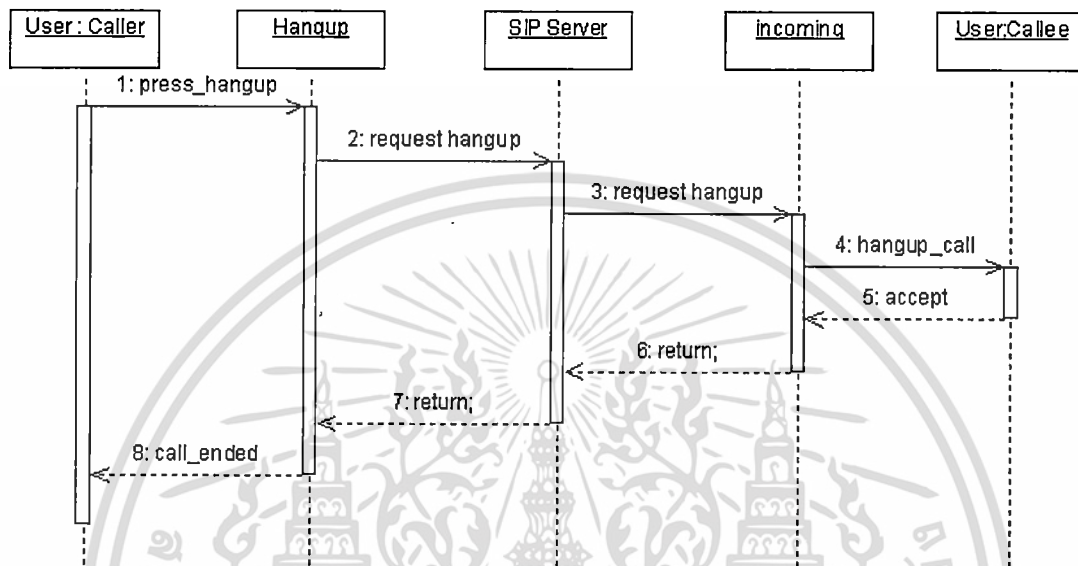 User : Caller
Hangup
SIP Server
incoming
User:Callee
1: press_hangup
2: request hangup
3: request hangup
4: hangup_call
5: accept
6: return;
7: return;
8: call_ended